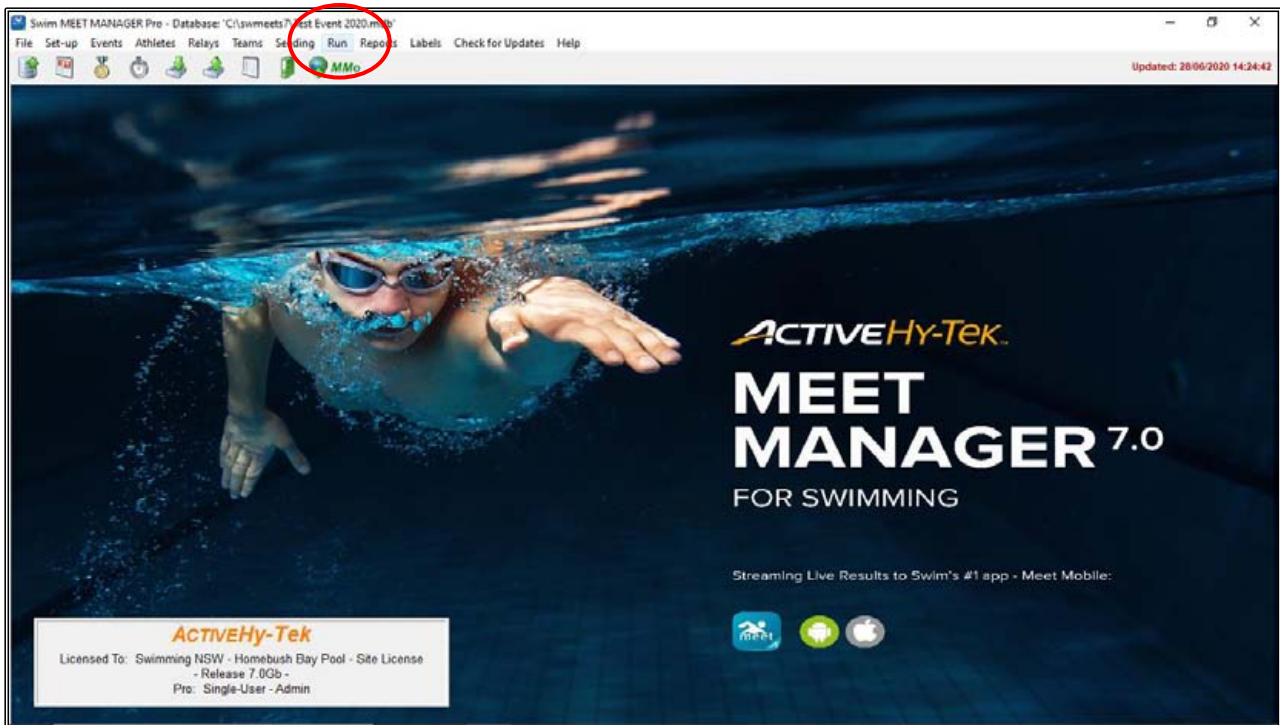 Swim MEET MANAGER Pro - Database: 'C:\swmeets7\Test Event 2020.mdb'
File Set-up Events Athletes Relays Teams Seeding Run Reports Labels Check for Updates Help
MMo
Updated: 28/06/2020 14:24:42
ACTIVEHY-TEK
MEET
MANAGER 7.0
FOR SWIMMING
Streaming Live Results to Swim's #1 app - Meet Mobile:
meet
ACTIVEHy-Tek
Licensed To: Swimming NSW - Homebush Bay Pool - Site License
- Release 7.0Gb -
Pro: Single-User - Admin